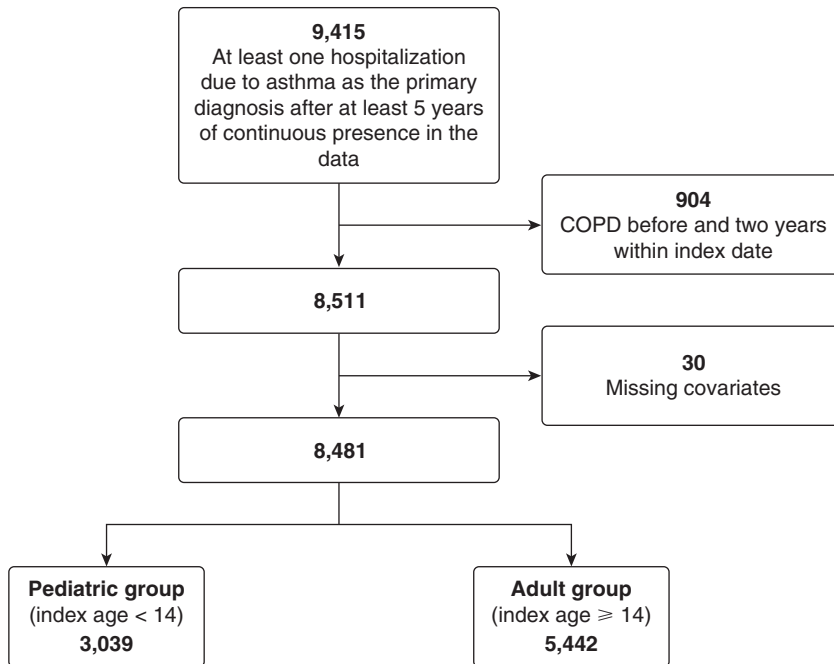 9,415
At least one hospitalization
due to asthma as the primary
diagnosis after at least 5 years
of continuous presence in the
data
904
COPD before and two years
within index date
8,511
30
Missing covariates
8,481
Pediatric group
(index age < 14)
3,039
Adult group
(index age ⩾ 14)
5,442